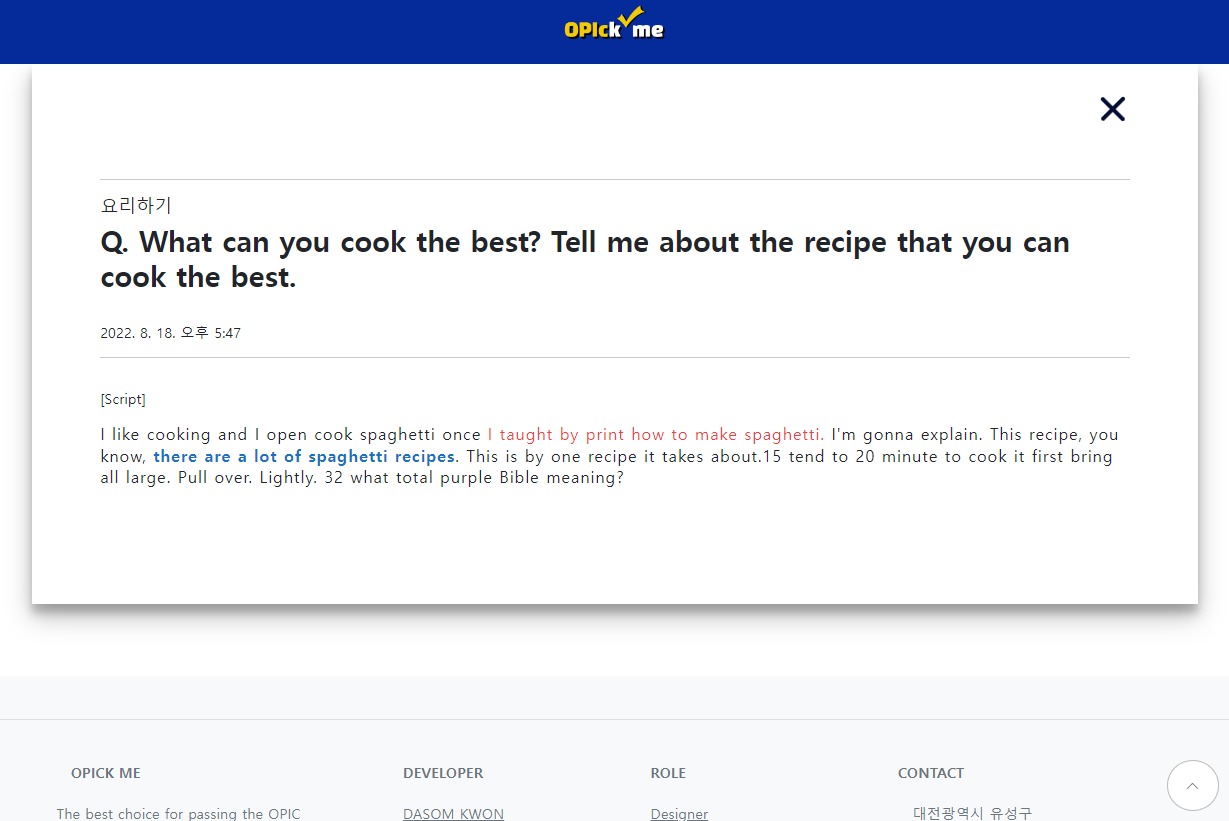 OPIck me
요리하기
Q. What can you cook the best? Tell me about the recipe that you can
cook the best.
2022. 8. 18. 오후 5:47
[Script]
I like cooking and I open cook spaghetti once I taught by print how to make spaghetti. I'm gonna explain. This recipe, you
know, there are a lot of spaghetti recipes. This is by one recipe it takes about.15 tend to 20 minute to cook it first bring
all large. Pull over. Lightly. 32 what total purple Bible meaning?
OPICK ME
DEVELOPER
ROLE
CONTACT
The best choice for passing the OPIC
DASOM KWON
Designer
대전광역시 유성구